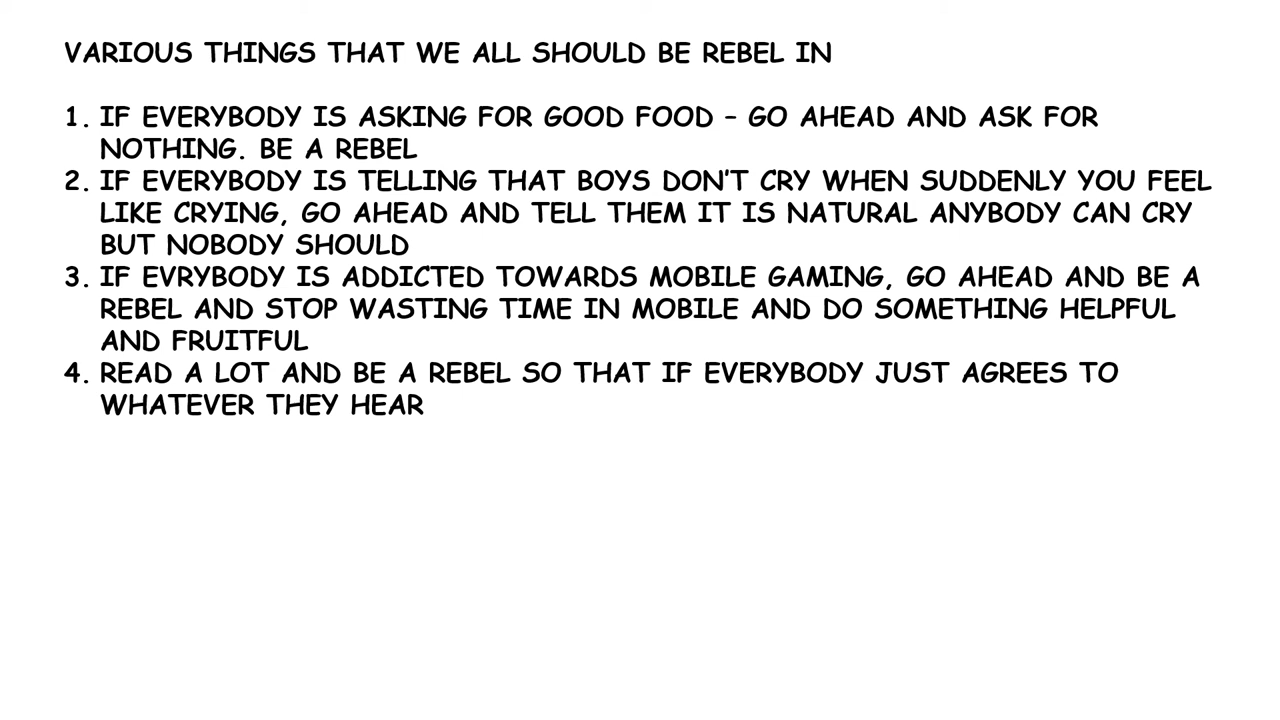 VARIOUS THINGS THAT WE ALL SHOULD BE REBEL IN
1. IF EVERYBODY IS ASKING FOR GOOD FOOD – GO AHEAD AND ASK FOR
NOTHING. BE A REBEL
2. IF EVERYBODY IS TELLING THAT BOYS DON'T CRY WHEN SUDDENLY YOU FEEL
LIKE CRYING, GO AHEAD AND TELL THEM IT IS NATURAL ANYBODY CAN CRY
BUT NOBODY SHOULD
3. IF EVRYBODY IS ADDICTED TOWARDS MOBILE GAMING, GO AHEAD AND BE A
REBEL AND STOP WASTING TIME IN MOBILE AND DO SOMETHING HELPFUL
AND FRUITFUL
4. READ A LOT AND BE A REBEL SO THAT IF EVERYBODY JUST AGREES TO
WHATEVER THEY HEAR